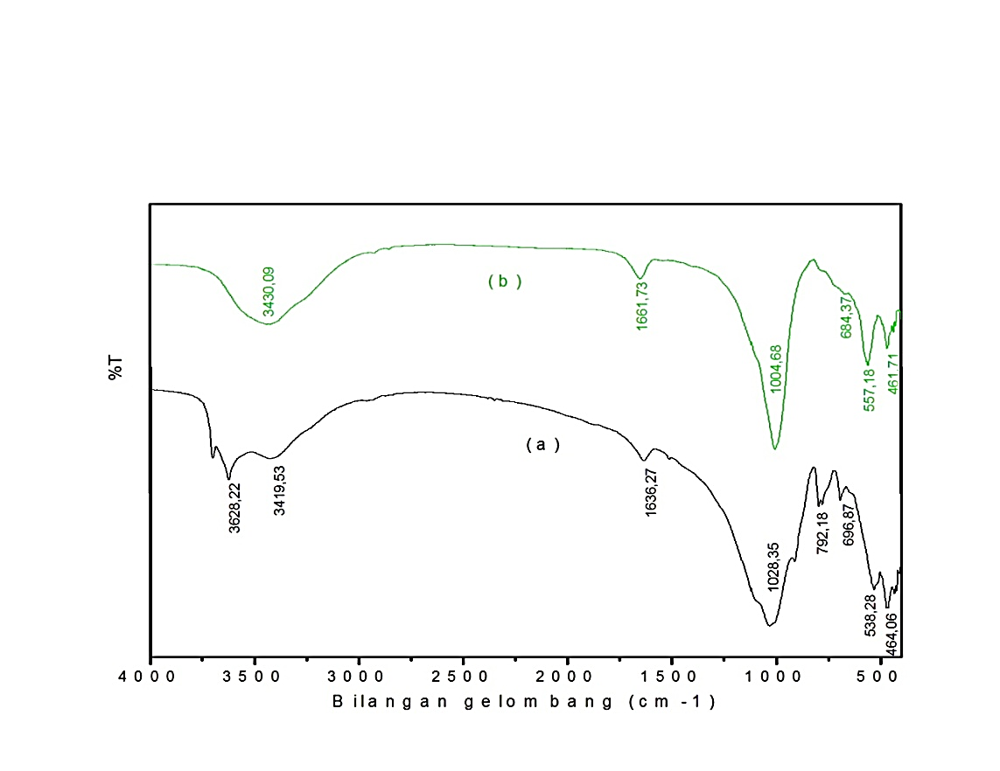 3430,09
(b)
1661,73
1004,68
684,37
557,18
461,71
%T
(a)
3628,22
3419,53
1636,27
1028,35
792,18
696,87
538,28
464,06
4000 3500 3000 2500 2000 1500 1000 500
Bilangan gelombang (cm-1)